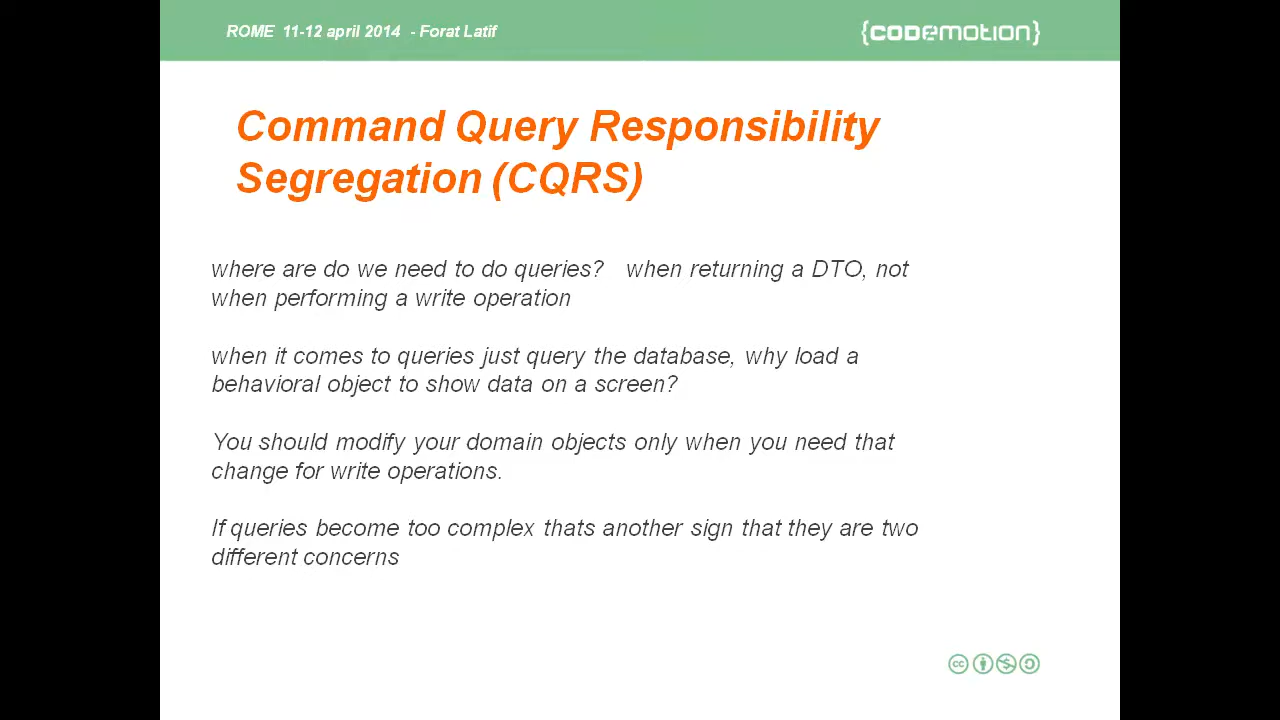 ROME 11-12 april 2014 - Forat Latif
{CODEMOTION}
Command Query Responsibility
Segregation (CQRS)
where are do we need to do queries? when returning a DTO, not
when performing a write operation
when it comes to queries just query the database, why load a
behavioral object to show data on a screen?
You should modify your domain objects only when you need that
change for write operations.
If queries become too complex thats another sign that they are two
different concerns
cc